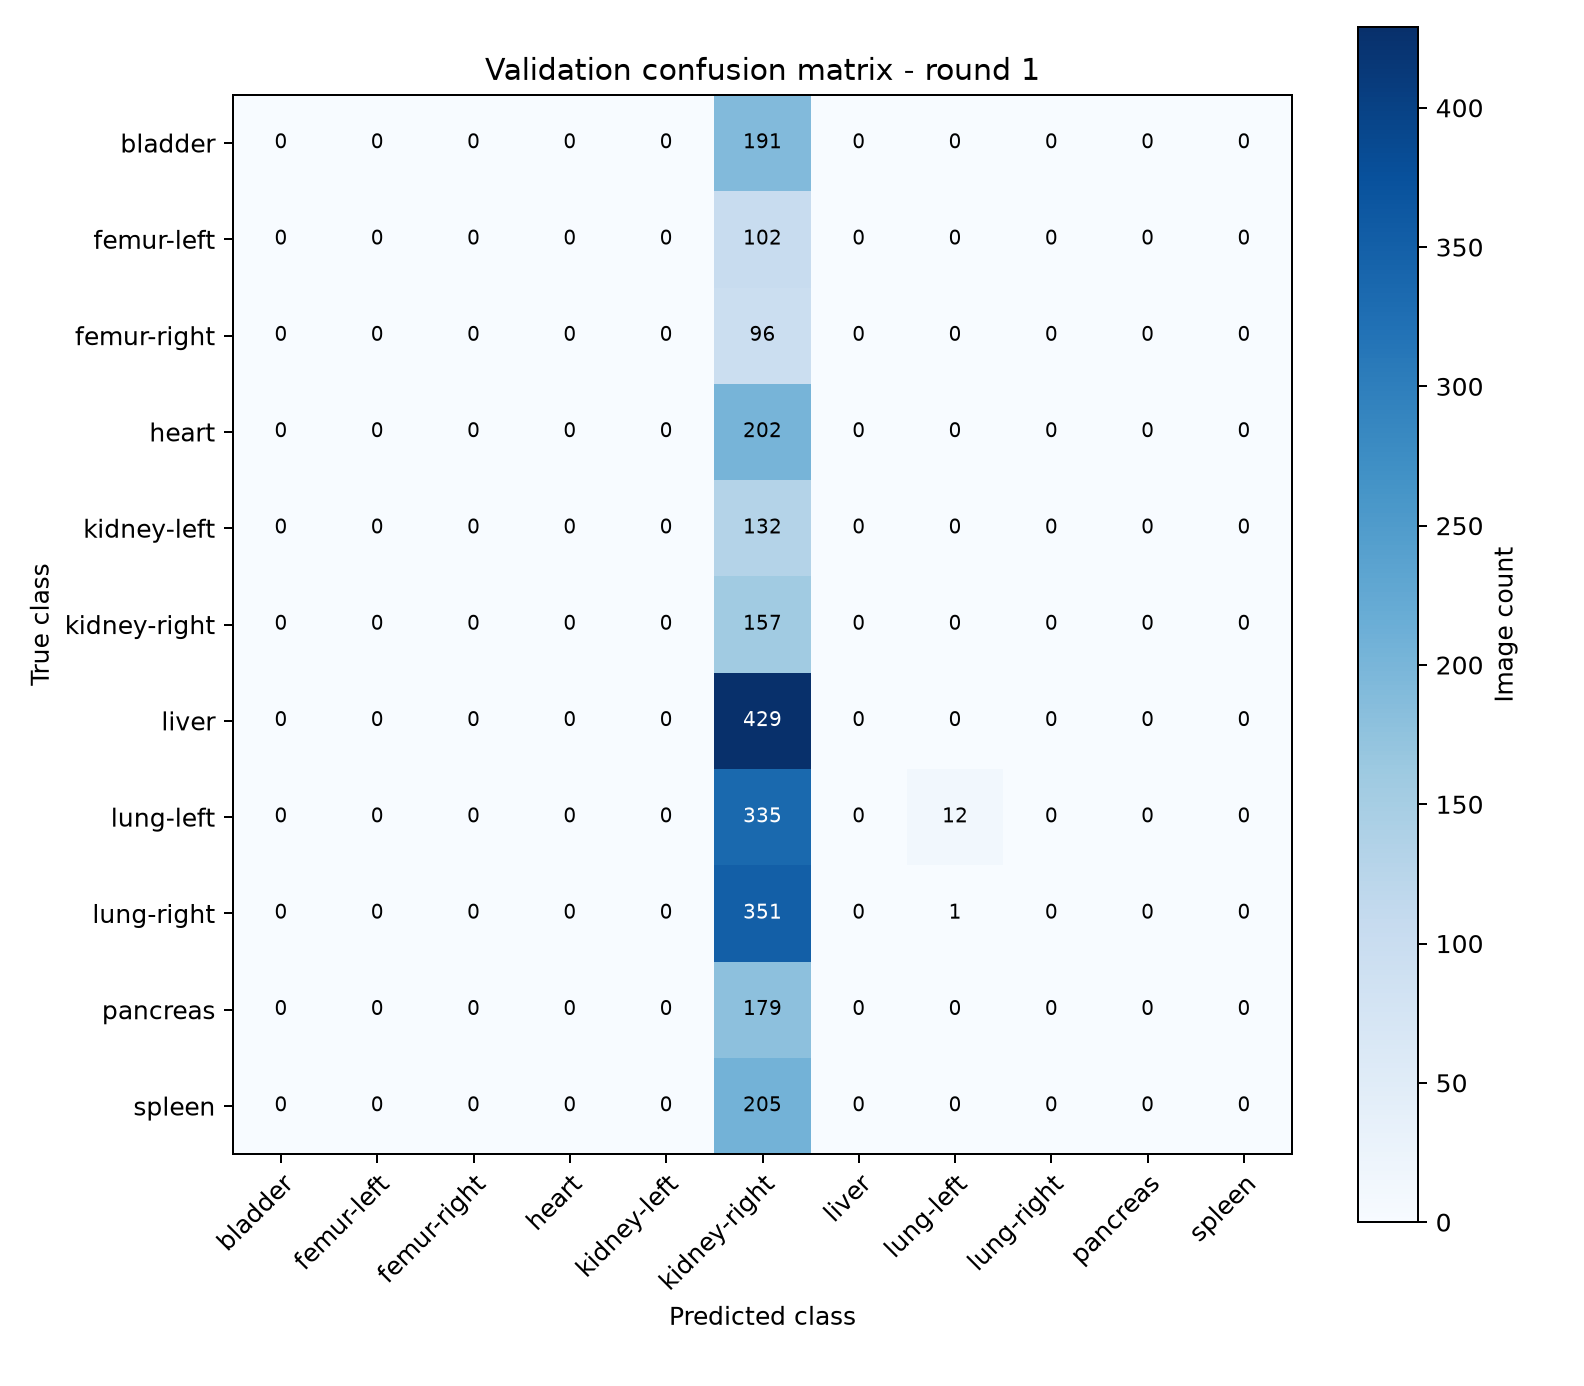 Validation confusion matrix - round 1
bladder 0 0 0 0 0 191 0 0 0 0 0
femur-left 0 0 0 0 0 102 0 0 0 0 0
femur-right 0 0 0 0 0 96 0 0 0 0 0
heart 0 0 0 0 0 202 0 0 0 0 0
kidney-left 0 0 0 0 0 132 0 0 0 0 0
kidney-right 0 0 0 0 0 157 0 0 0 0 0
liver 0 0 0 0 0 429 0 0 0 0 0
lung-left 0 0 0 0 0 335 0 12 0 0 0
lung-right 0 0 0 0 0 351 0 1 0 0 0
pancreas 0 0 0 0 0 179 0 0 0 0 0
spleen 0 0 0 0 0 205 0 0 0 0 0
True class
bladder femur-left femur-right heart kidney-left kidney-right liver lung-left lung-right pancreas spleen
Predicted class
400
350
300
250
200
150
100
50
0
Image count